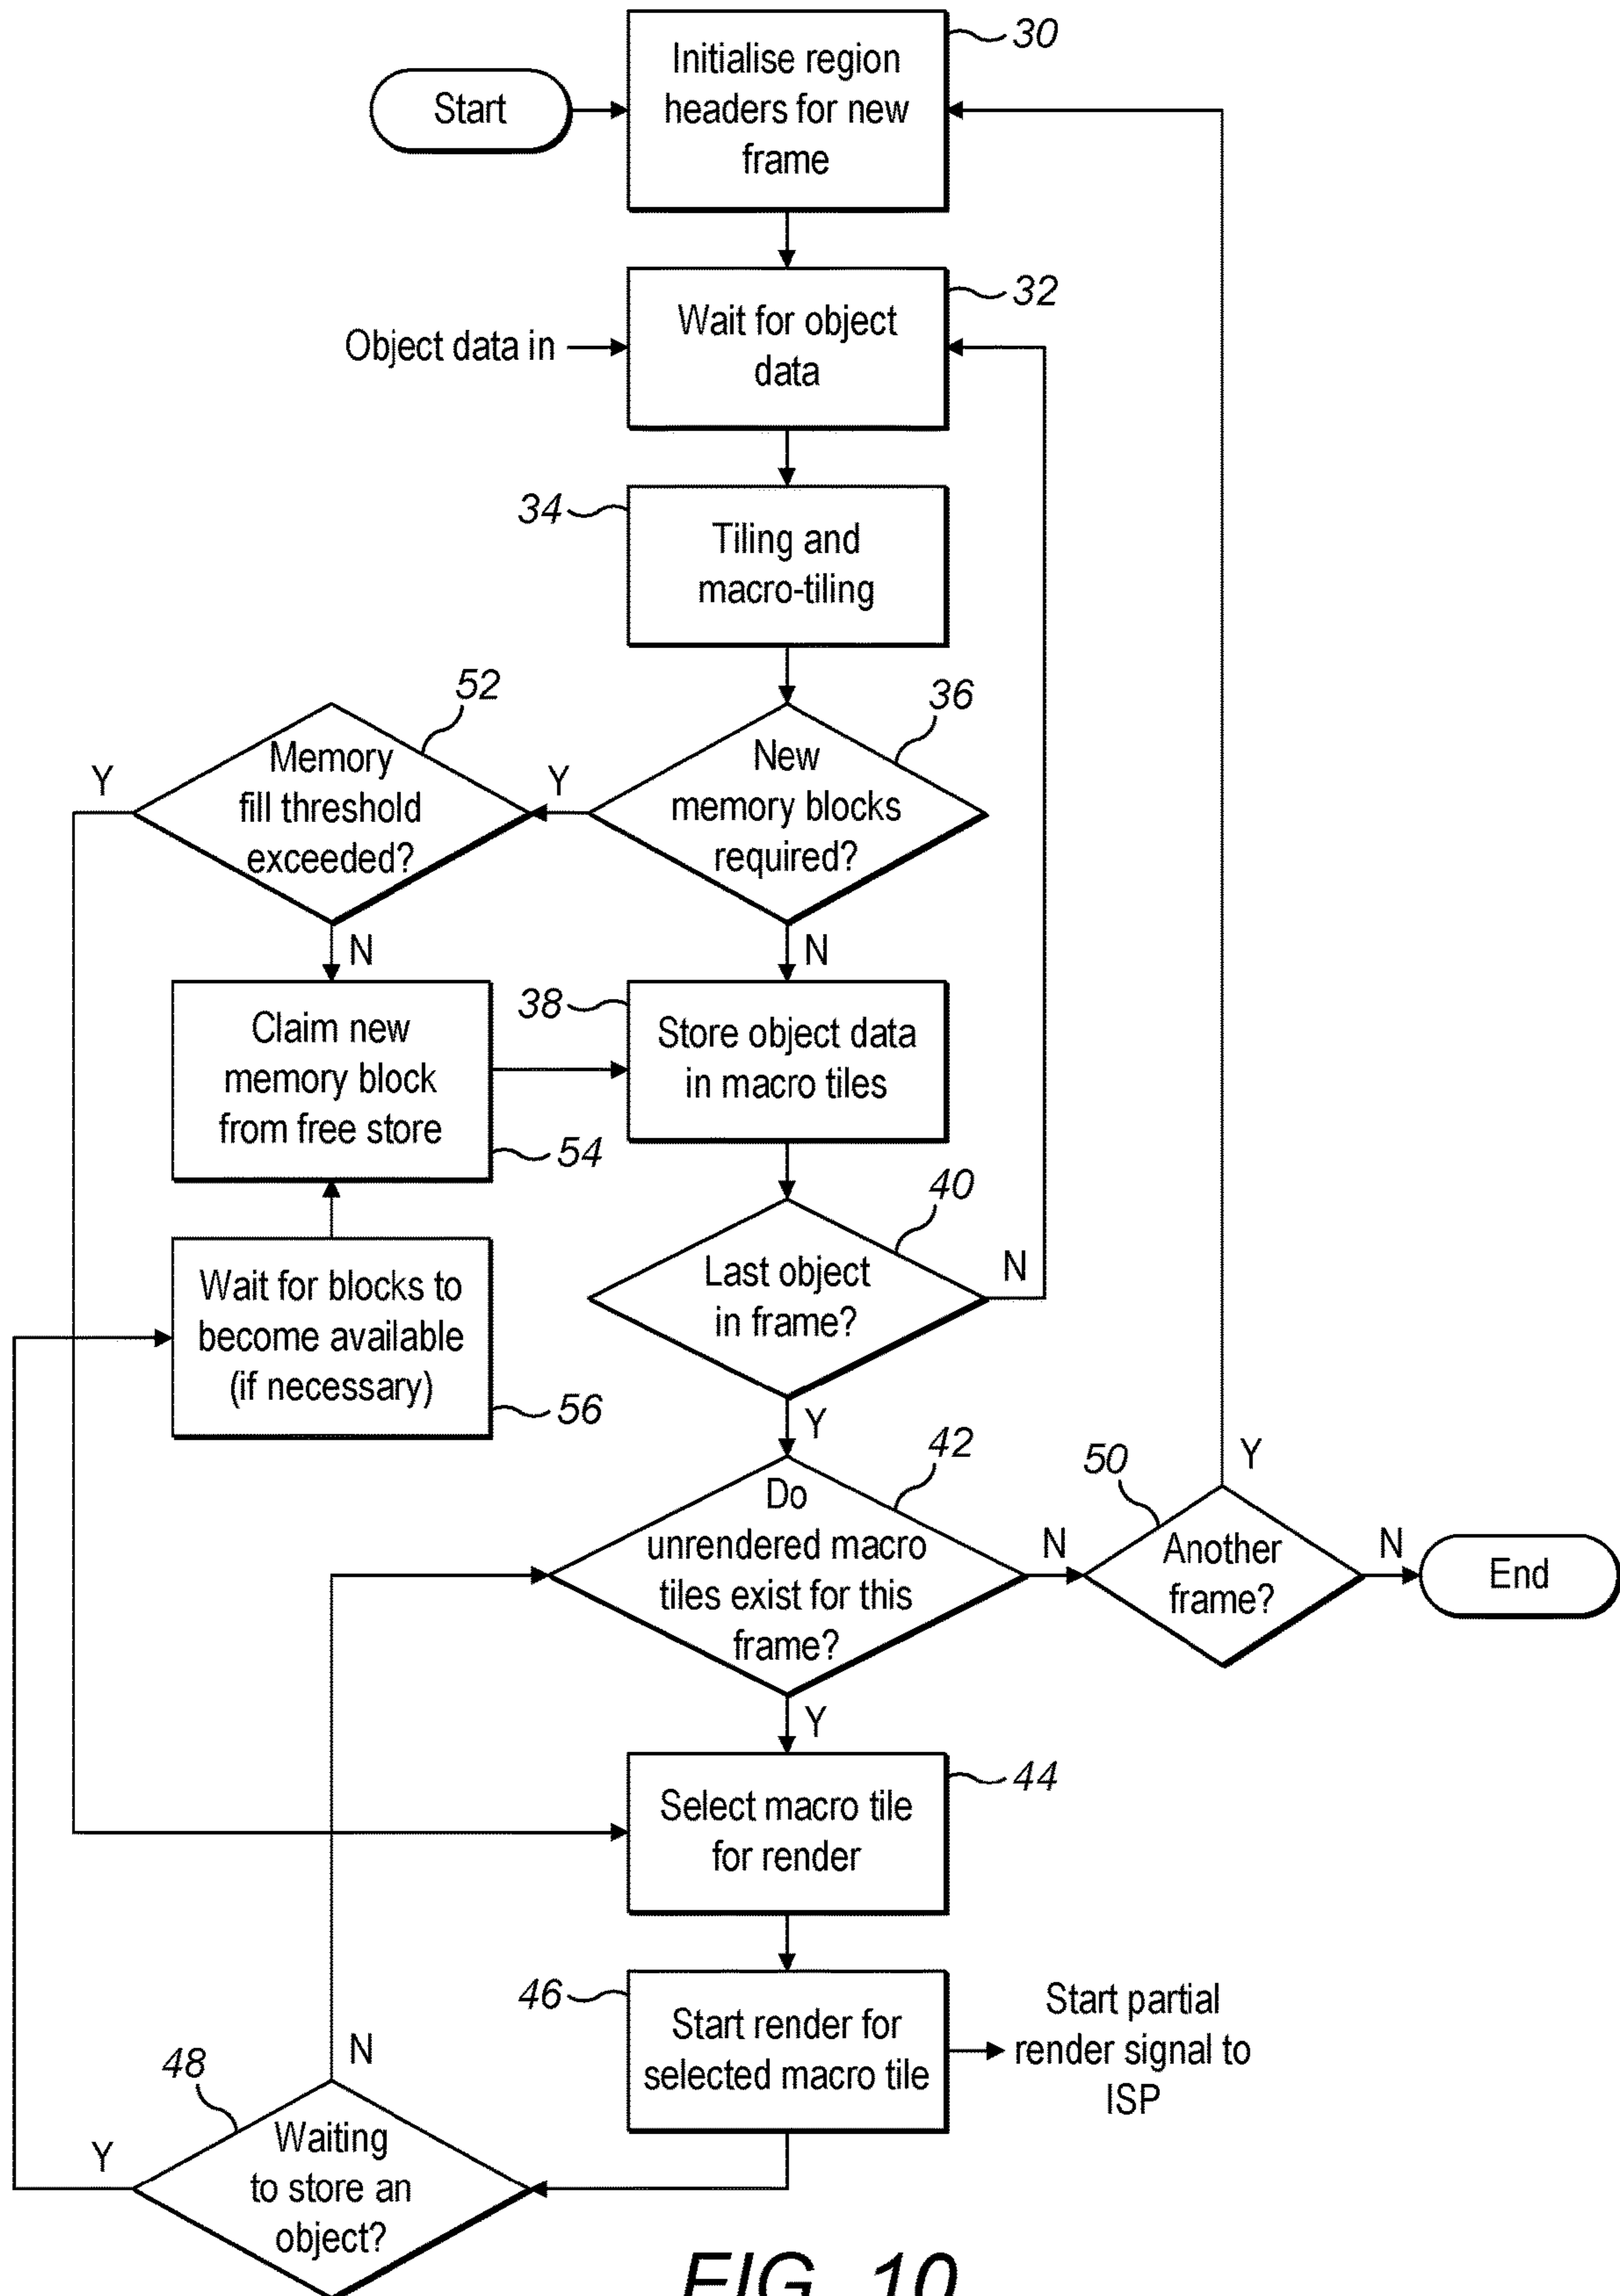 30
Initialise region
headers for new
frame
Start
32
Wait for object
data
Object data in
34
Tiling and
macro-tiling
52
36
Y
Memory
fill threshold
exceeded?
Y
New
memory blocks
required?
N
N
38
Claim new
memory block
from free store
Store object data
in macro tiles
54
40
Last object
in frame?
N
Wait for blocks to
become available
(if necessary)
56
Y
42
50
Y
Do
unrendered macro
tiles exist for this
frame?
N
Another
frame?
N
End
Y
44
Select macro tile
for render
46
Start render for
selected macro tile
Start partial
render signal to
ISP
N
48
Y
Waiting
to store an
object?
FIG. 10